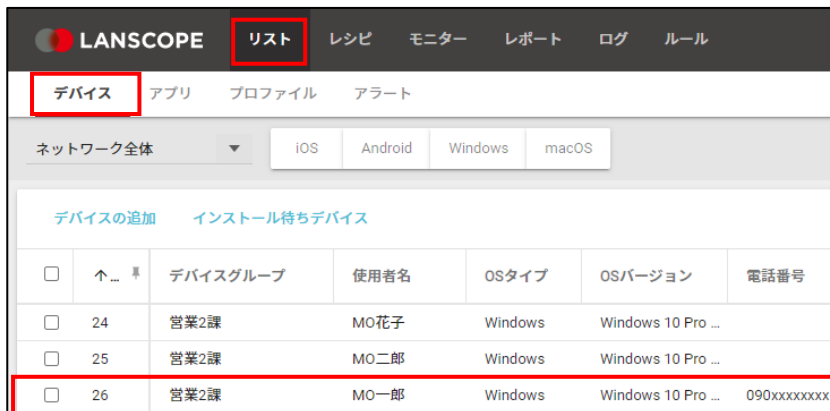 LANSCOPE リスト レシピ モニター レポート ログ ルール
デバイス アプリ プロファイル アラート
ネットワーク全体 iOS Android Windows macOS
デバイスの追加 インストール待ちデバイス
↑... デバイスグループ 使用者名 OSタイプ OSバージョン 電話番号
24 営業2課 MO花子 Windows Windows 10 Pro ...
25 営業2課 MO二郎 Windows Windows 10 Pro ...
26 営業2課 MO一郎 Windows Windows 10 Pro ... 090xxxxxxxx